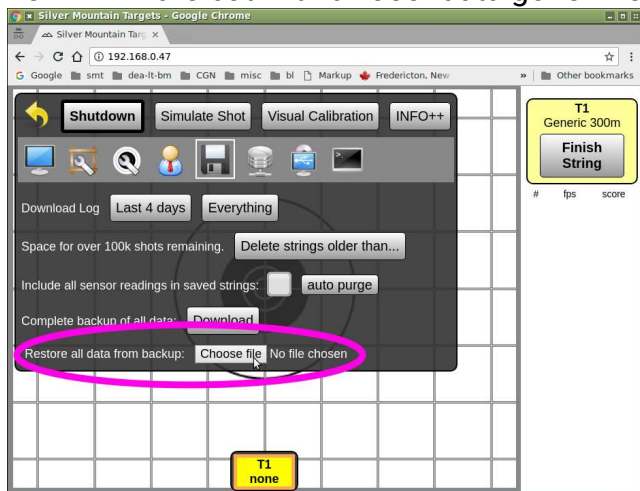 Silver Mountain Targets - Google Chrome
Silver Mountain Targ
192.168.0.47
Google smt dea-lt-bm CGN misc bl Markup Fredericton, New » Other bookmarks
Shutdown Simulate Shot Visual Calibration INFO++
Download Log Last 4 days Everything
Space for over 100k shots remaining. Delete strings older than...
Include all sensor readings in saved strings: auto purge
Complete backup of all data: Download
Restore all data from backup: Choose file No file chosen
T1
Generic 300m
Finish
String
# fps score
T1
none